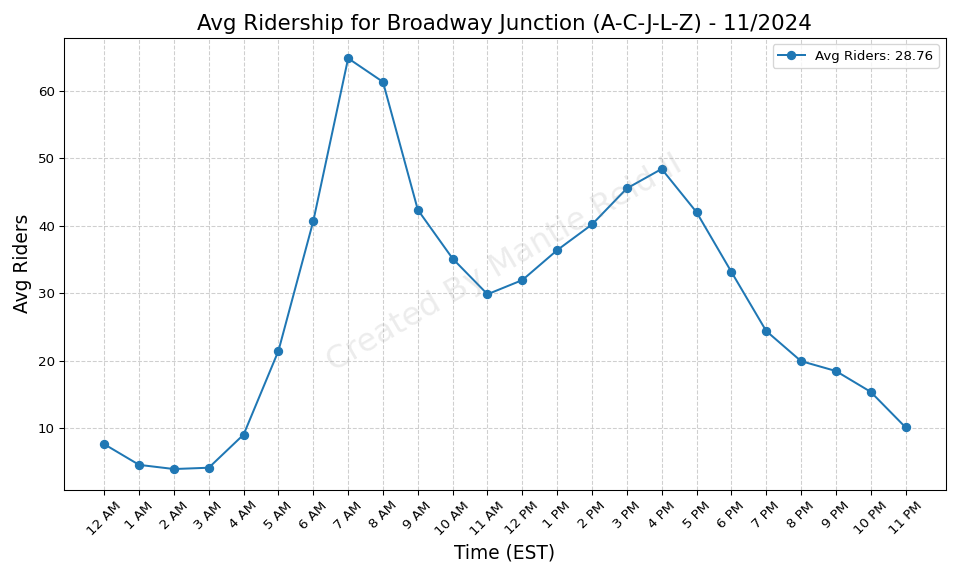 Avg Ridership for Broadway Junction (A-C-J-L-Z) - 11/2024
Avg Riders: 28.76
Avg Riders
60
50
40
30
20
10
Created By Mantle Reider
12 AM
1 AM
2 AM
3 AM
4 AM
5 AM
6 AM
7 AM
8 AM
9 AM
10 AM
11 AM
12 PM
1 PM
2 PM
3 PM
4 PM
5 PM
6 PM
7 PM
8 PM
9 PM
10 PM
11 PM
Time (EST)